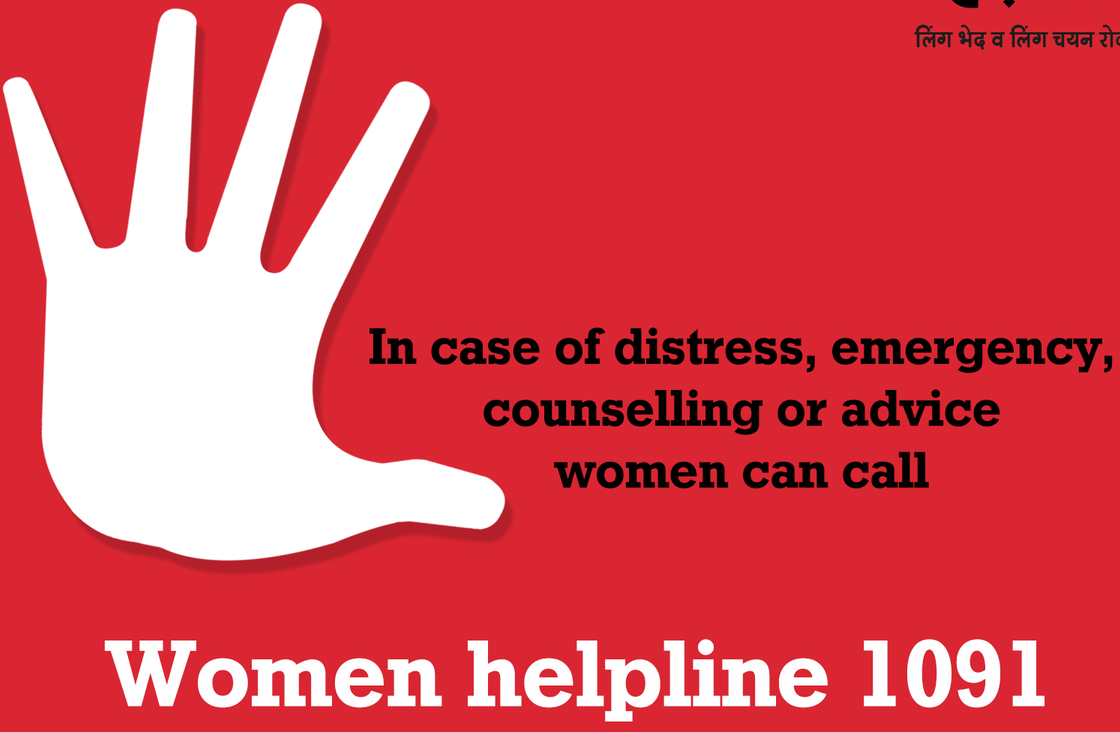 लिंग भेद व लिंग चयन
In case of distress, emergency,
counselling or advice
women can call
Women helpline 1091